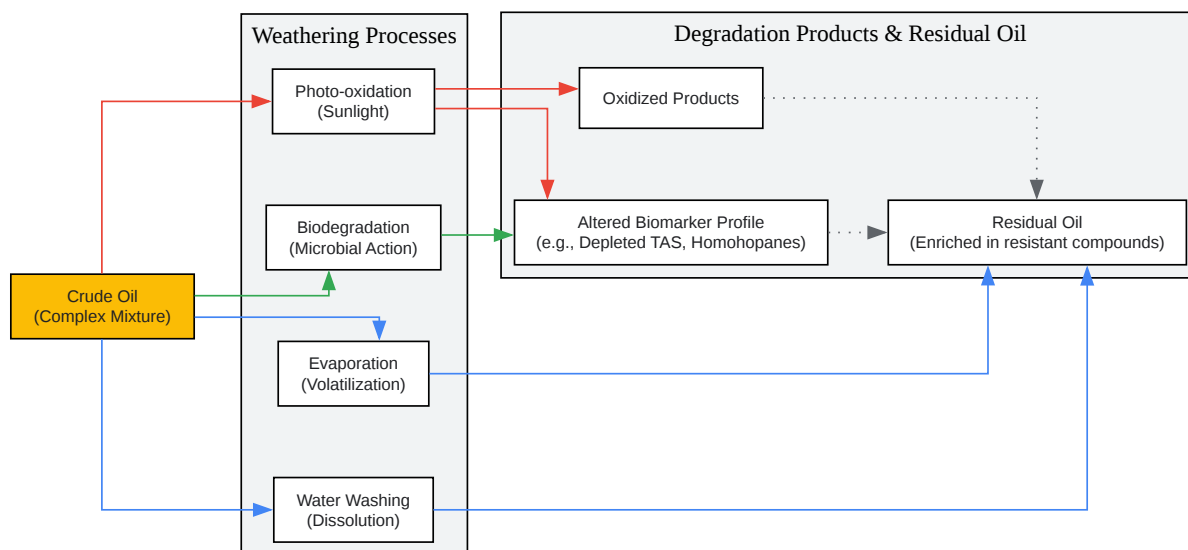 Weathering Processes
Degradation Products & Residual Oil
Photo-oxidation
(Sunlight)
Oxidized Products
Biodegradation
(Microbial Action)
Altered Biomarker Profile
(e.g., Depleted TAS, Homohopanes)
Residual Oil
(Enriched in resistant compounds)
Crude Oil
(Complex Mixture)
Evaporation
(Volatilization)
Water Washing
(Dissolution)